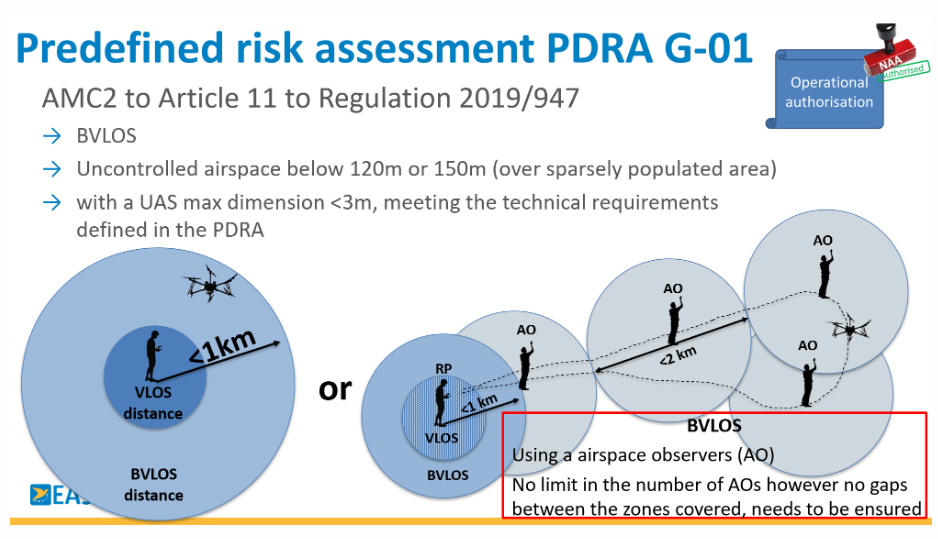 Predefined risk assessment PDRA G-01
NAA
Authorised
Operational
authorisation
AMC2 to Article 11 to Regulation 2019/947
→ BVLOS
→ Uncontrolled airspace below 120m or 150m (over sparsely populated area)
→ with a UAS max dimension <3m, meeting the technical requirements
defined in the PDRA
<1km
VLOS
distance
BVLOS
distance
or
RP
<1 km
VLOS
BVLOS
AO
AO
<2 km
AO
AO
BVLOS
Using a airspace observers (AO)
No limit in the number of AOs however no gaps
between the zones covered, needs to be ensured